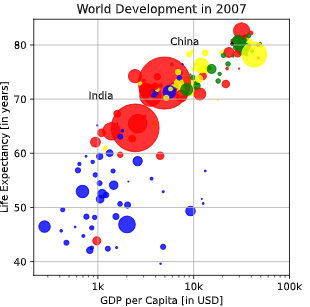 World Development in 2007
China
India
Life Expectancy [in years]
80
70
60
50
40
1k
10k
100k
GDP per Capita [in USD]